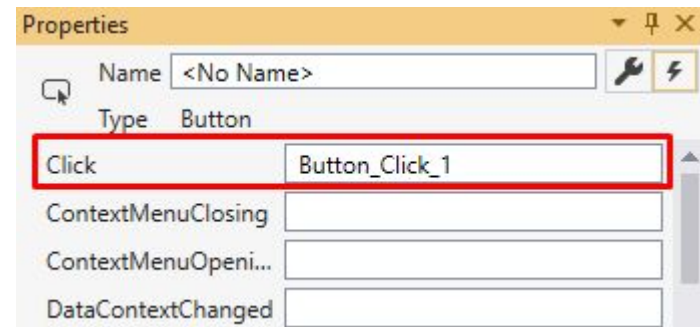 Properties
Name <No Name>
Type Button
Click Button_Click_1
ContextMenuClosing
ContextMenuOpeni...
DataContextChanged